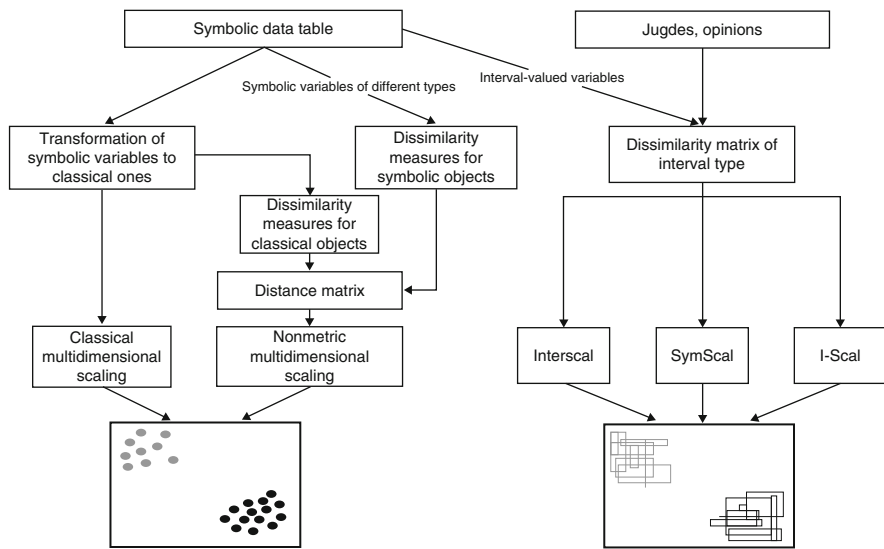 Symbolic data table
Jugdes, opinions
Symbolic variables of different types
Interval-valued variables
Transformation of
symbolic variables to
classical ones
Dissimilarity
measures for
symbolic objects
Dissimilarity matrix of
interval type
Dissimilarity
measures for
classical objects
Distance matrix
Classical
multidimensional
scaling
Nonmetric
multidimensional
scaling
Interscal
SymScal
I-Scal